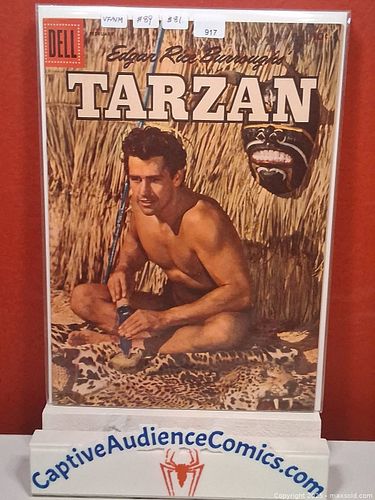 VF/NM #89 $81 917
DELL
Edgar Rice Burroughs
TARZAN
CaptiveAudienceComics.com